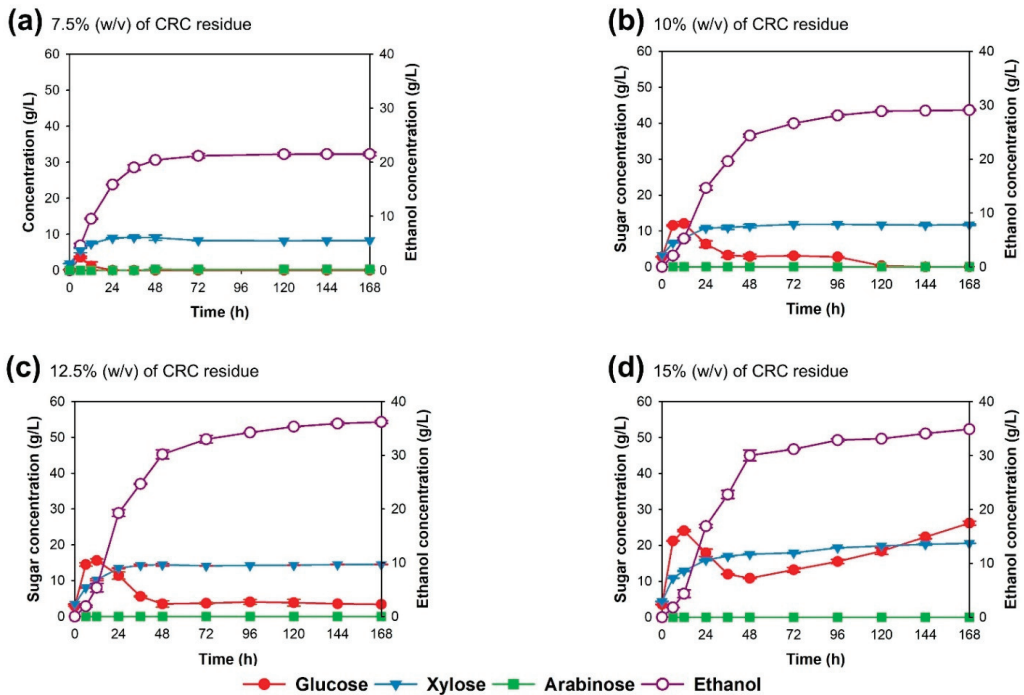 (a) 7.5% (w/v) of CRC residue
60
50
40
30
20
10
0
Concentration (g/L)
40
30
20
10
0
Ethanol concentration (g/L)
0 24 48 72 96 120 144 168
Time (h)
(b) 10% (w/v) of CRC residue
60
50
40
30
20
10
0
Sugar concentration (g/L)
40
30
20
10
0
Ethanol concentration (g/L)
0 24 48 72 96 120 144 168
Time (h)
(c) 12.5% (w/v) of CRC residue
60
50
40
30
20
10
0
Sugar concentration (g/L)
40
30
20
10
0
Ethanol concentration (g/L)
0 24 48 72 96 120 144 168
Time (h)
(d) 15% (w/v) of CRC residue
60
50
40
30
20
10
0
Sugar concentration (g/L)
40
30
20
10
0
Ethanol concentration (g/L)
0 24 48 72 96 120 144 168
Time (h)
Glucose Xylose Arabinose Ethanol